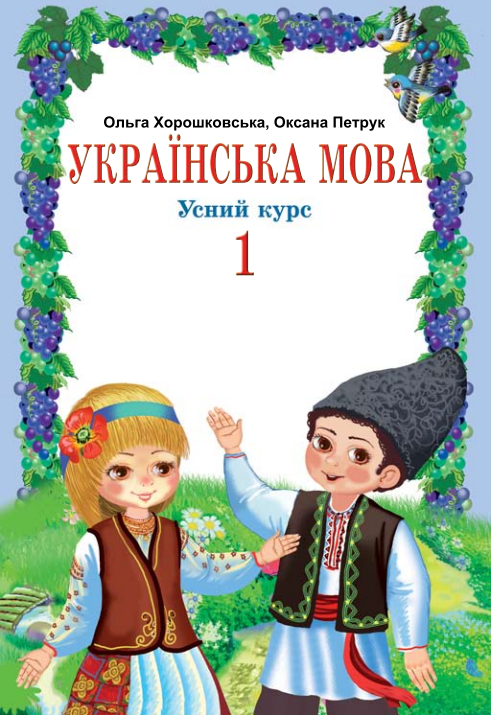 Ольга Хорошковська, Оксана Петрук
УКРАЇНСЬКА МОВА
Усний курс
1